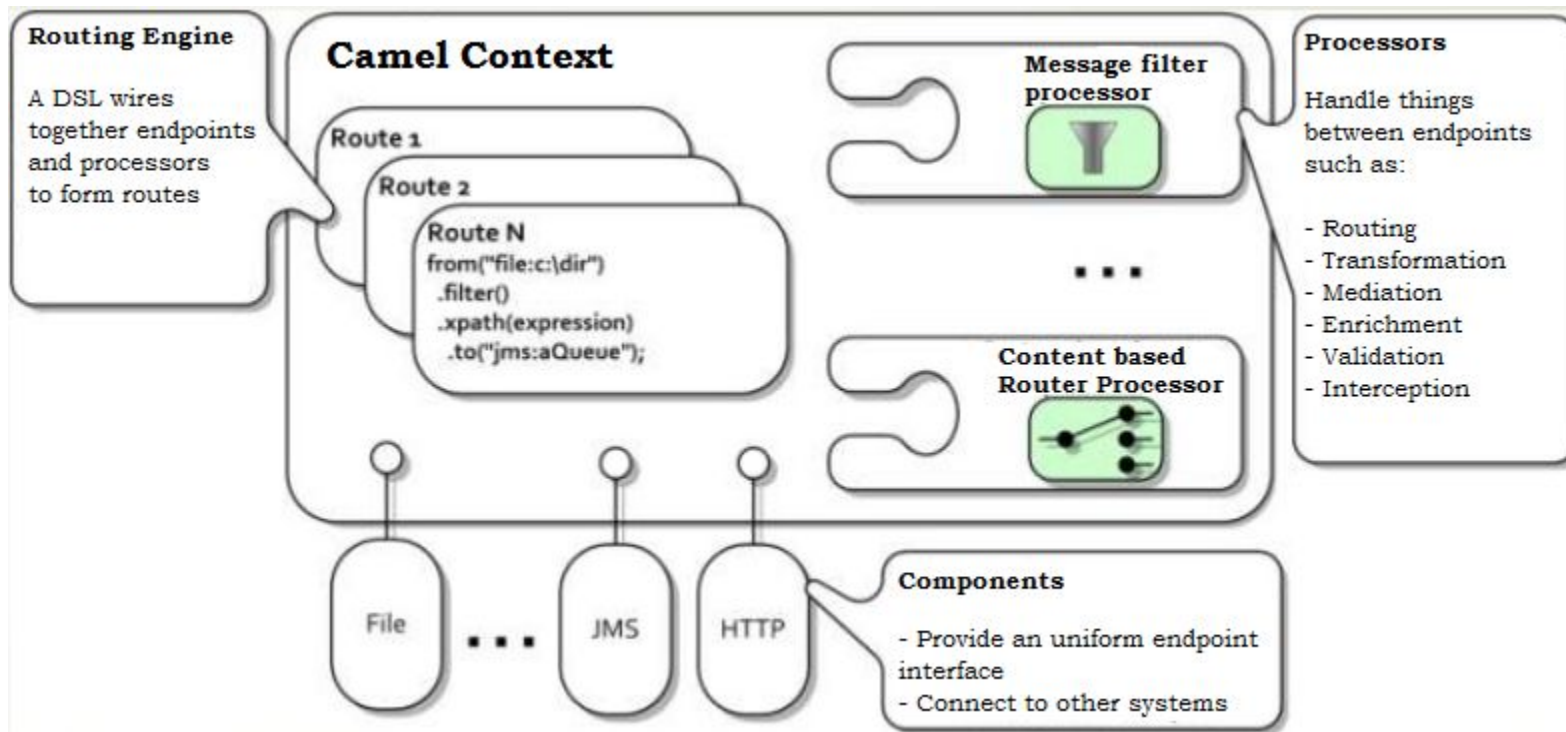 Routing Engine
A DSL wires
together endpoints
and processors
to form routes
Camel Context
Route 1
Route 2
Route N
from("file:c:\dir")
.filter()
.xpath(expression)
.to("jms:aQueue");
Message filter
processor
Content based
Router Processor
Processors
Handle things
between endpoints
such as:
- Routing
- Transformation
- Mediation
- Enrichment
- Validation
- Interception
File
JMS
HTTP
Components
- Provide an uniform endpoint
interface
- Connect to other systems